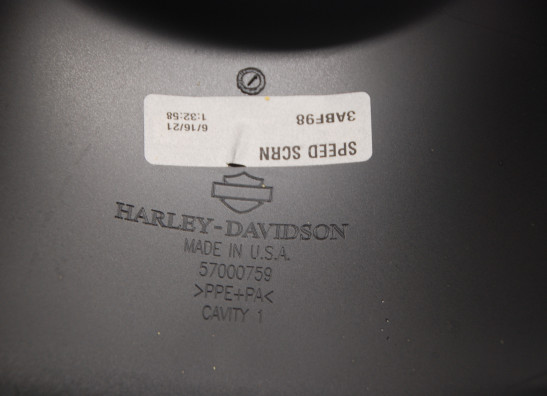 SPEED SCRN
3ABF98
6/16/21
1:32:58
HARLEY-DAVIDSON
MADE IN U.S.A.
57000759
>PPE+PA<
CAVITY 1